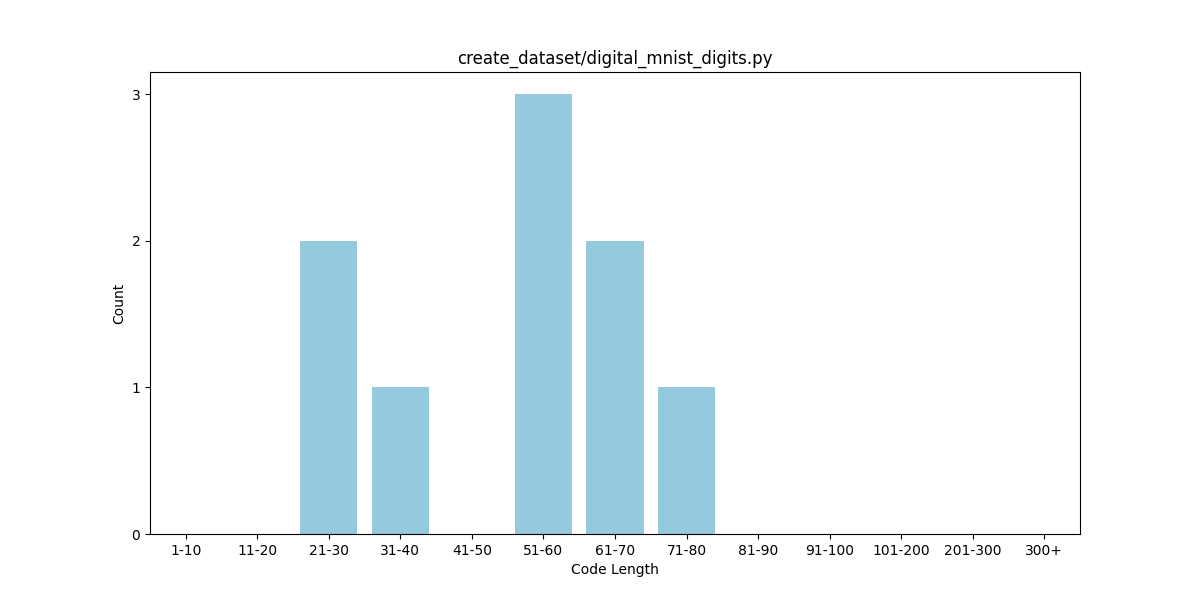 create_dataset/digital_mnist_digits.py
3
2
1
0
Count
1-10 11-20 21-30 31-40 41-50 51-60 61-70 71-80 81-90 91-100 101-200 201-300 300+
Code Length